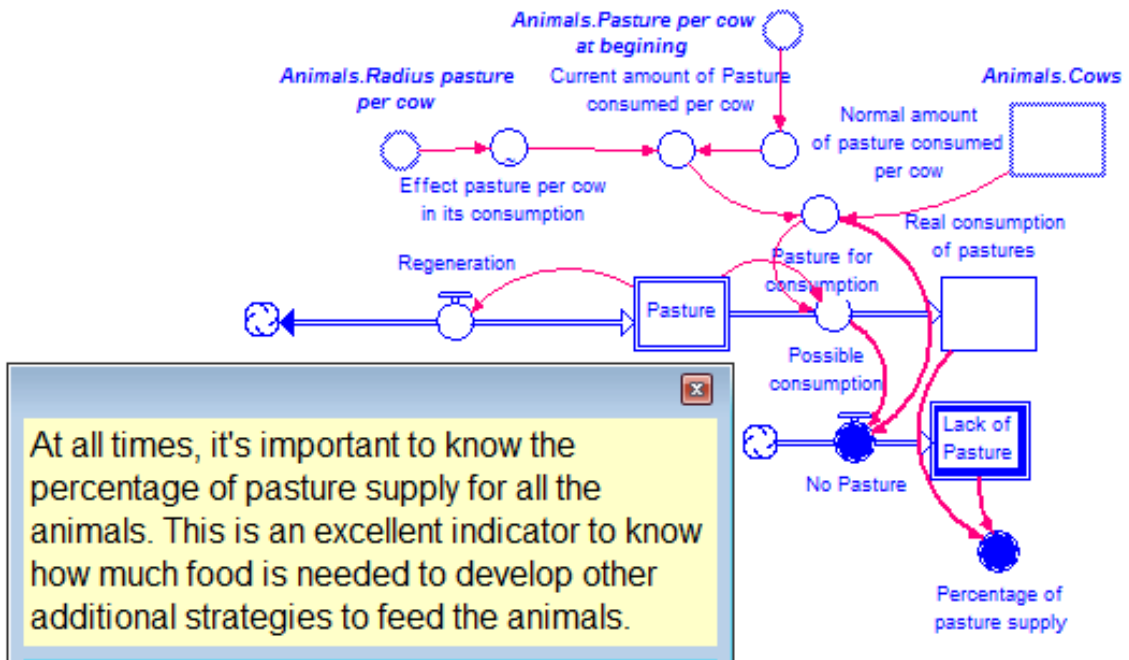 Animals.Pasture per cow
at begining
Animals.Radius pasture
per cow
Current amount of Pasture
consumed per cow
Animals.Cows
Normal amount
of pasture consumed
per cow
Effect pasture per cow
in its consumption
Real consumption
of pastures
Regeneration
Pasture for
consumption
Pasture
Possible
consumption
Lack of
Pasture
No Pasture
Percentage of
pasture supply
At all times, it's important to know the
percentage of pasture supply for all the
animals. This is an excellent indicator to know
how much food is needed to develop other
additional strategies to feed the animals.